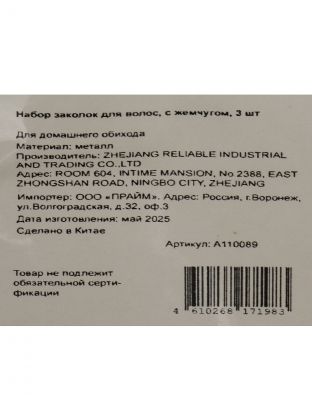 Набор заколок для волос, с жемчугом, 3 шт
Для домашнего обихода
Материал: металл
Производитель: ZHEJIANG RELIABLE INDUSTRIAL
AND TRADING CO.,LTD
Адрес: ROOM 604, INTIME MANSION, No 2388, EAST
ZHONGSHAN ROAD, NINGBO CITY, ZHEJIANG
Импортер: ООО «ПРАЙМ». Адрес: Россия, г.Воронеж,
ул.Волгоградская, д.32, оф.3
Дата изготовления: май 2025
Сделано в Китае
Артикул: A110089
Товар не подлежит
обязательной серти-
фикации
4 610268 171983